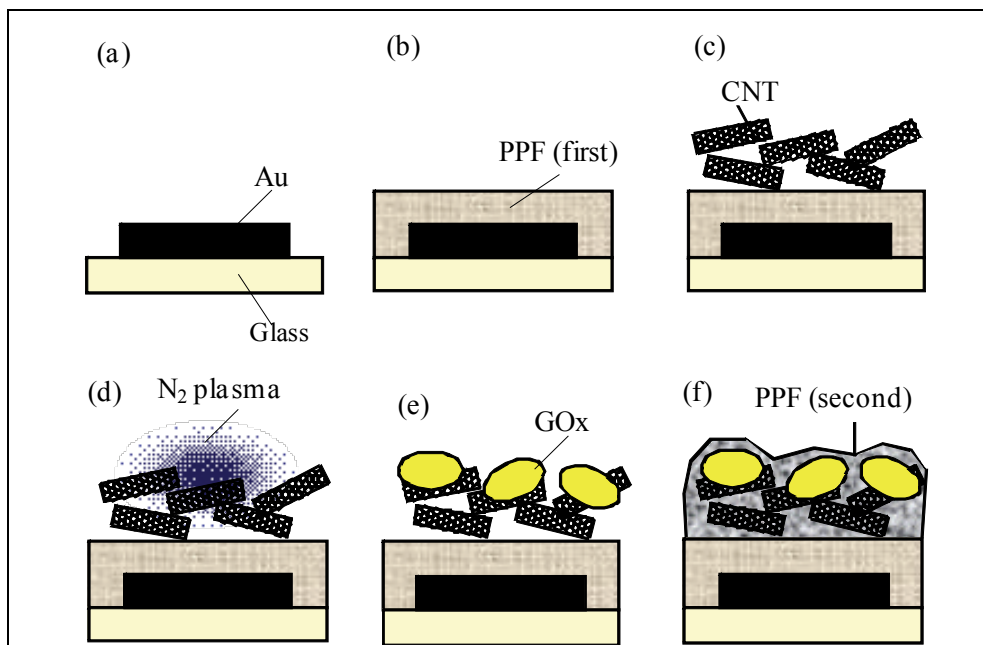 (a)
(b)
(c)
CNT
PPF (first)
Au
Glass
(d)
N₂ plasma
(e)
GOx
(f)
PPF (second)